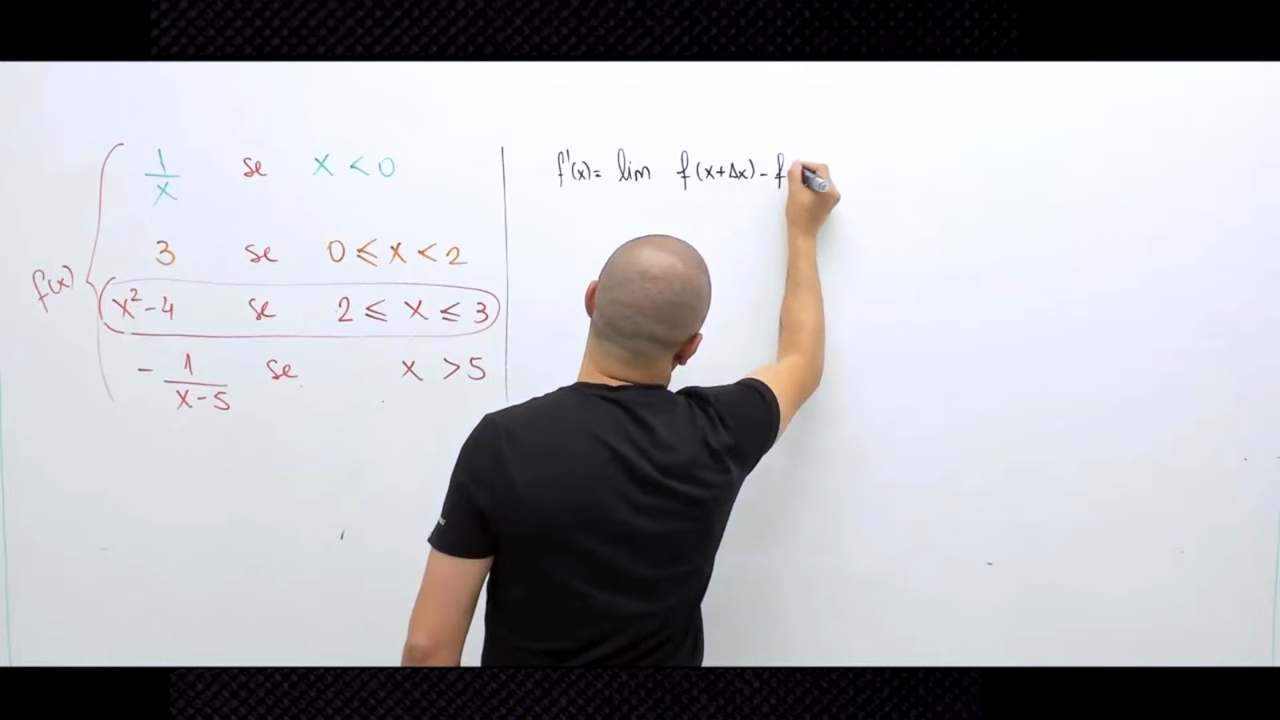 f(x)
1/x se x < 0
3 se 0 ≤ x < 2
x² - 4 se 2 ≤ x ≤ 3
- 1/(x-5) se x > 5
f'(x) = lim f(x+Δx) - f